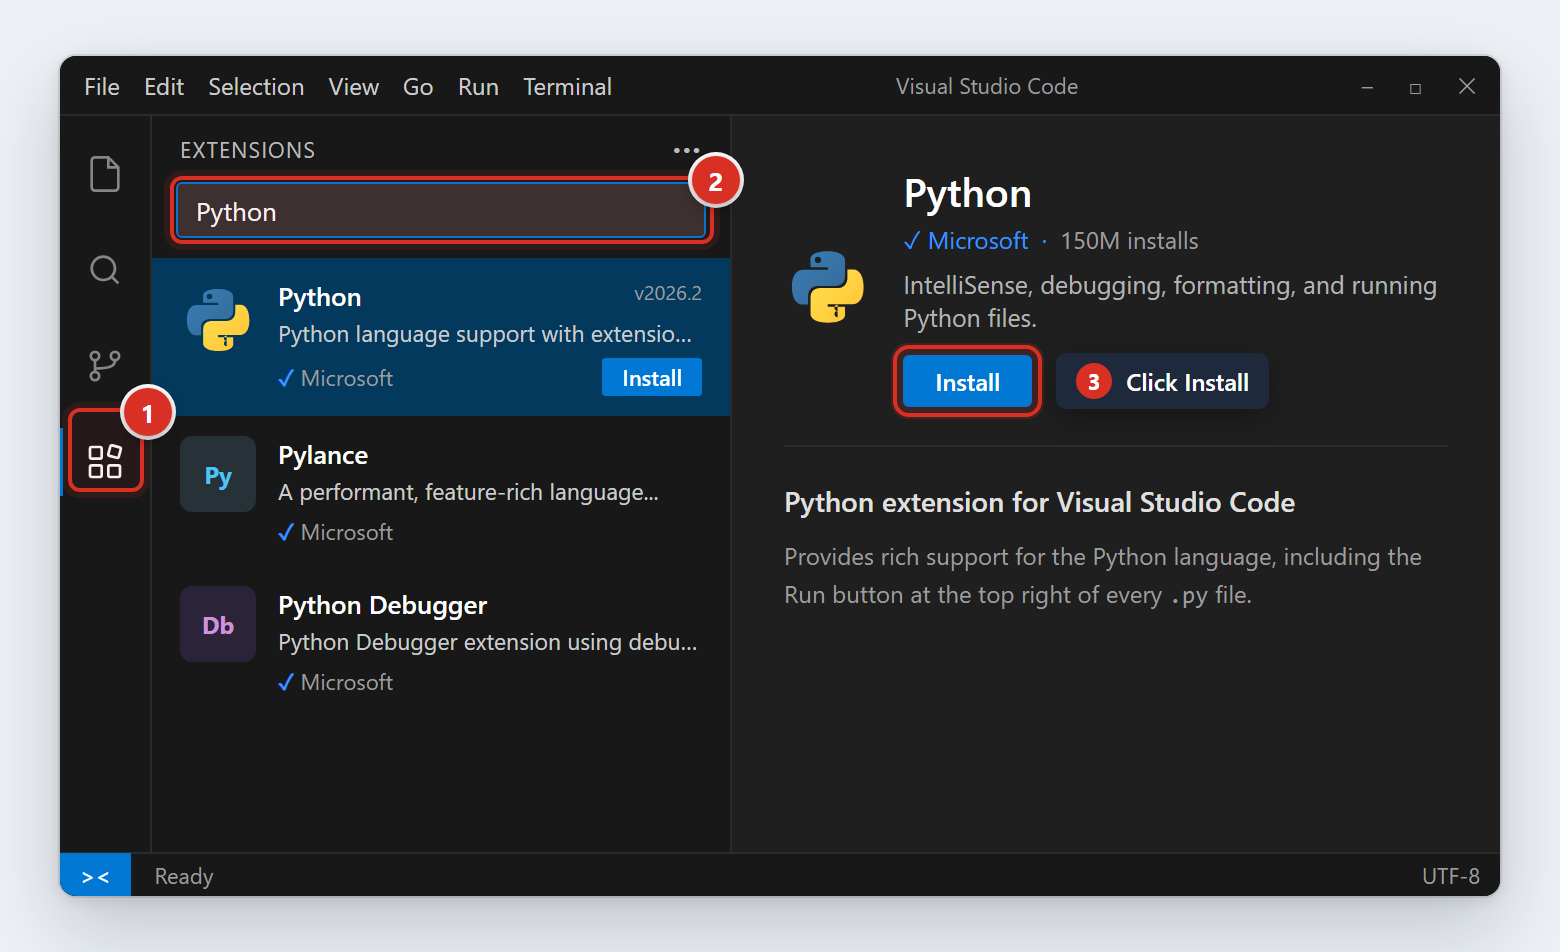 File Edit Selection View Go Run Terminal
Visual Studio Code
EXTENSIONS
2
Python
1
Python
v2026.2
Python language support with extensio...
✓ Microsoft
Install
Py
Pylance
A performant, feature-rich language...
✓ Microsoft
Db
Python Debugger
Python Debugger extension using debu...
✓ Microsoft
Python
✓ Microsoft · 150M installs
IntelliSense, debugging, formatting, and running
Python files.
Install
3 Click Install
Python extension for Visual Studio Code
Provides rich support for the Python language, including the
Run button at the top right of every .py file.
>< Ready
UTF-8